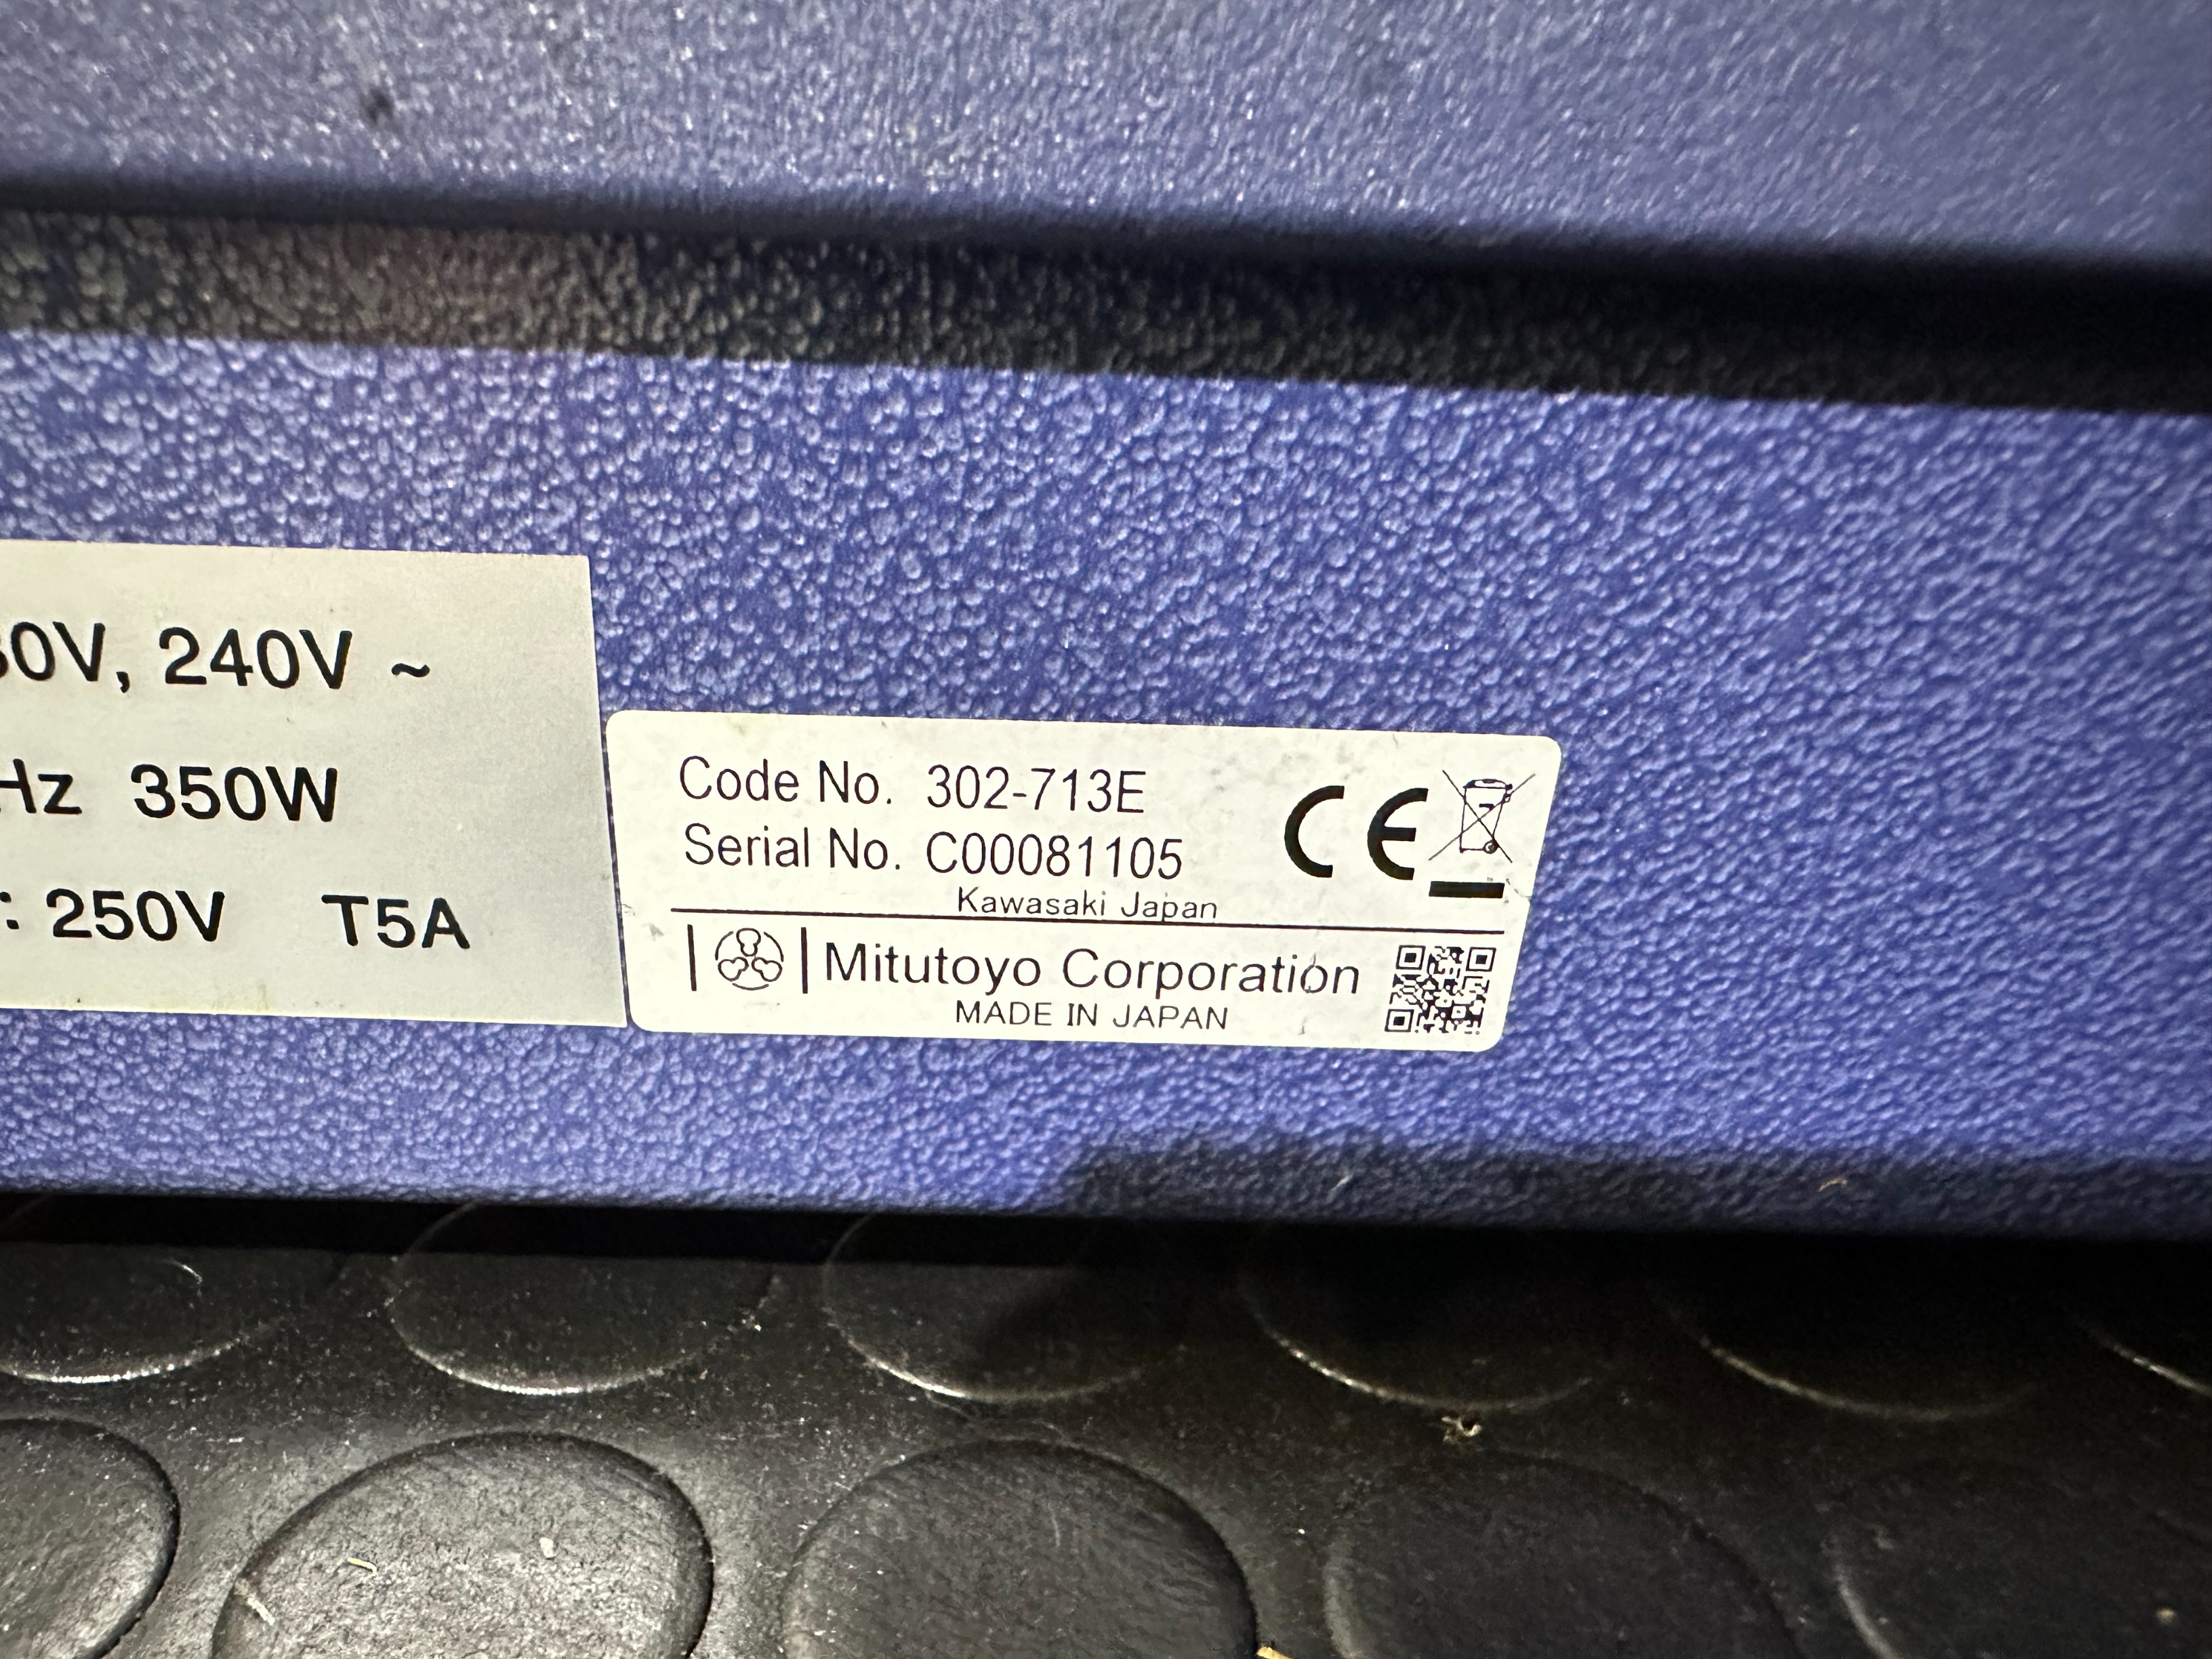 0V, 240V ~
Hz 350W
: 250V T5A
Code No. 302-713E
Serial No. C00081105
CE
Kawasaki Japan
Mitutoyo Corporation
MADE IN JAPAN